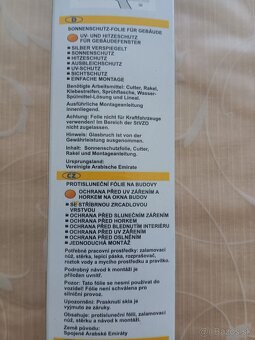 D
SONNENSCHUTZ-FOLIE FÜR GEBÄUDE
UV- UND HITZESCHUTZ
FÜR GEBÄUDEFENSTER
SILBER VERSPIEGELT
SONNENSCHUTZ
HITZESCHUTZ
AUSBLEICHSCHUTZ
UV-SCHUTZ
SICHTSCHUTZ
EINFACHE MONTAGE
Benötigte Arbeitsmittel: Cutter, Rakel,
Klebestreifen, Sprühflasche, Wasser-
Spülmittel-Lösung und Lineal.
Ausführliche Montageanleitung
innenliegend.
Achtung: Folie nicht für Kraftfahrzeuge
verwenden! Im Bereich der StVZO
nicht zugelassen.
Hinweis: Glasbruch ist von der
Gewährleistung ausgenommen.
Inhalt: Sonnenschutzfolie, Cutter,
Rakel und Montageanleitung.
Ursprungsland:
Vereinigte Arabische Emirate
CZ
PROTISLUNEČNÍ FÓLIE NA BUDOVY
OCHRANA PŘED UV ZÁŘENÍM A
HORKEM NA OKNA BUDOV
SE STŘÍBRNOU ZRCADLOVOU
VRSTVOU
OCHRANA PŘED SLUNEČNÍM ZÁŘENÍM
OCHRANA PŘED HORKEM
OCHRANA PŘED BLEDNUTÍM INTERIÉRU
OCHRANA PŘED UV ZÁŘENÍM
OCHRANA PŘED OSLNĚNÍM
JEDNODUCHÁ MONTÁŽ
Potřebné pracovní prostředky: zalamovací
nůž, stěrka, lepicí páska, rozprašovač,
roztok vody a mycího prostředku a pravítko.
Podrobný návod k montáži je
přiložen uvnitř.
Pozor: Tato fólie se nesmí používat do
vozidel! Fólie není schválena pro
silniční provoz.
Upozornění: Prasknutí skla je
vyjmuto ze záruky.
Obsahuje: protisluneční fólii, zalamovací
nůž, stěrku a návod k montáži.
Země původu:
Spojené Arabské Emiráty